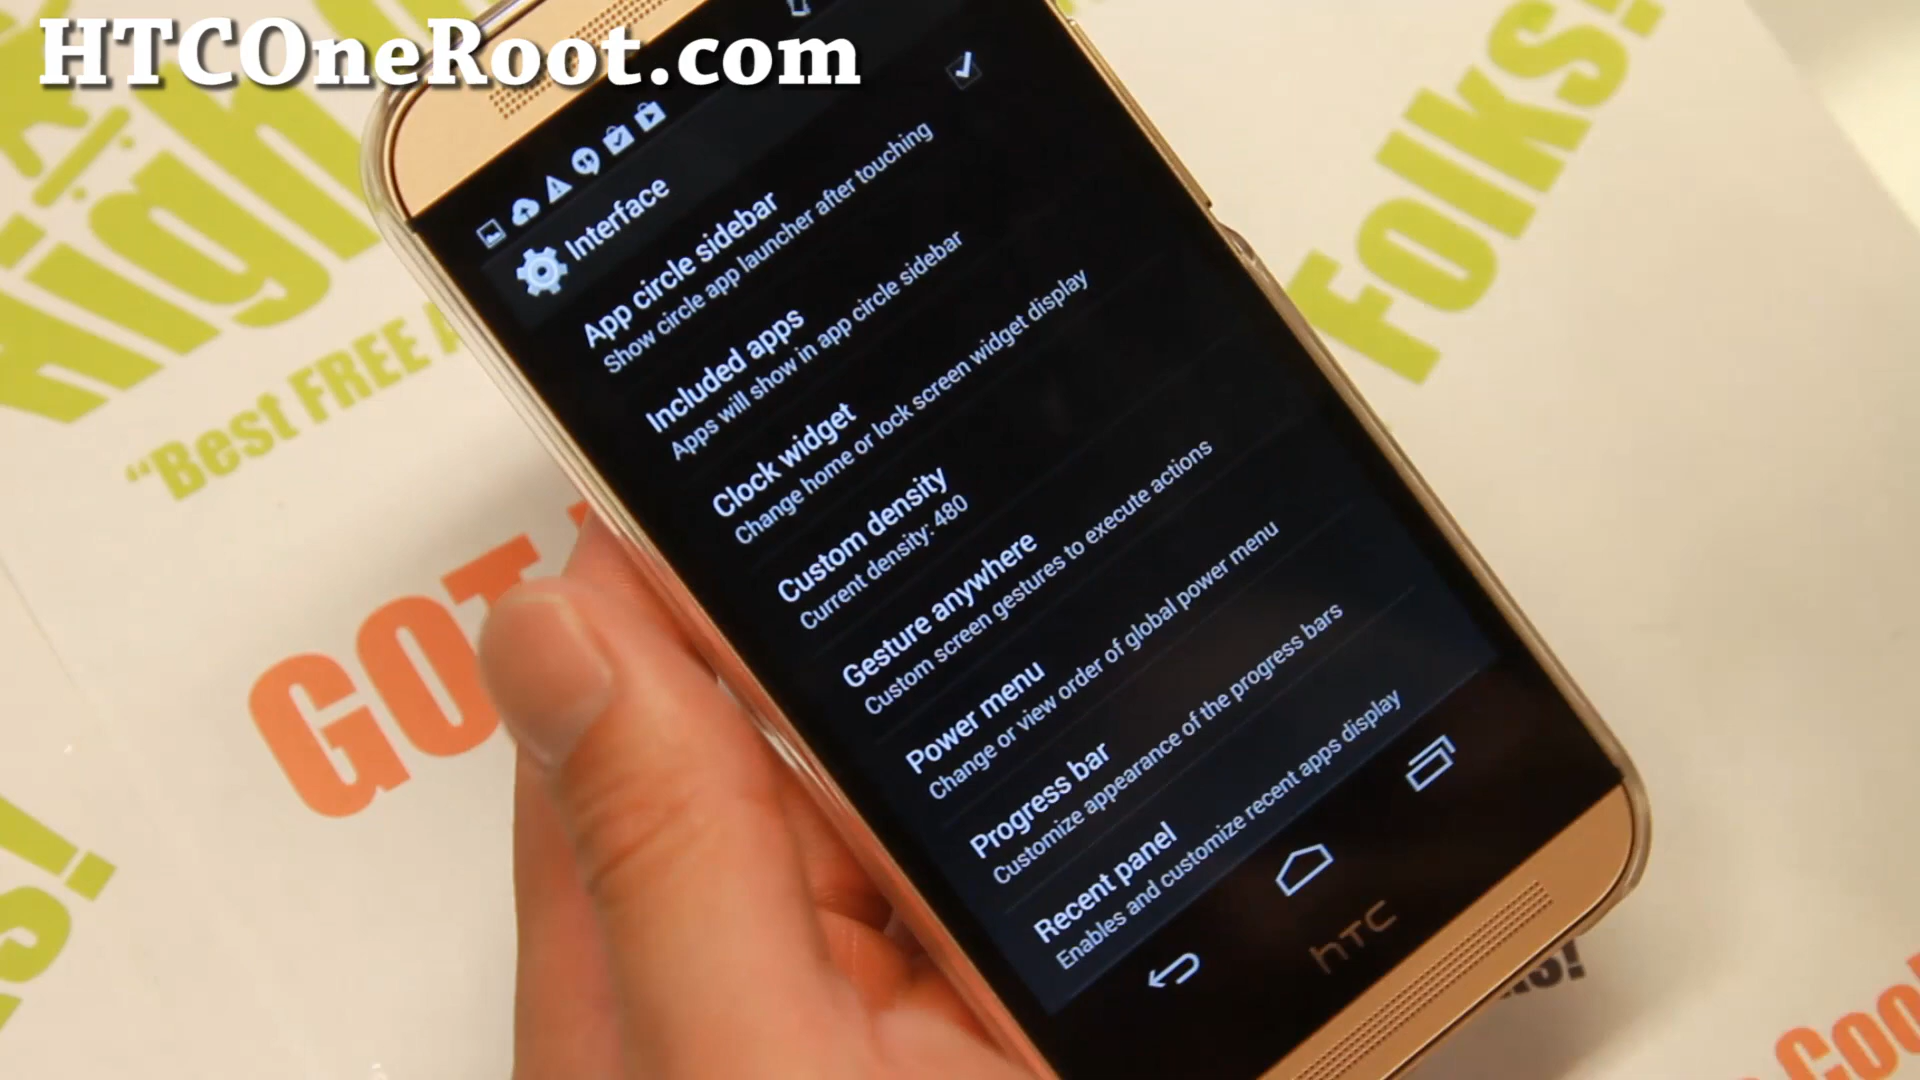 HTCOneRoot.com
"Best FREE
GOT
Folks!
Interface
App circle sidebar
Show circle app launcher after touching
Included apps
Apps will show in app circle sidebar
Clock widget
Change home or lock screen widget display
Custom density
Current density: 480
Gesture anywhere
Custom screen gestures to execute actions
Power menu
Change or view order of global power menu
Progress bar
Customize appearance of the progress bars
Recent panel
Enables and customize recent apps display
hTC